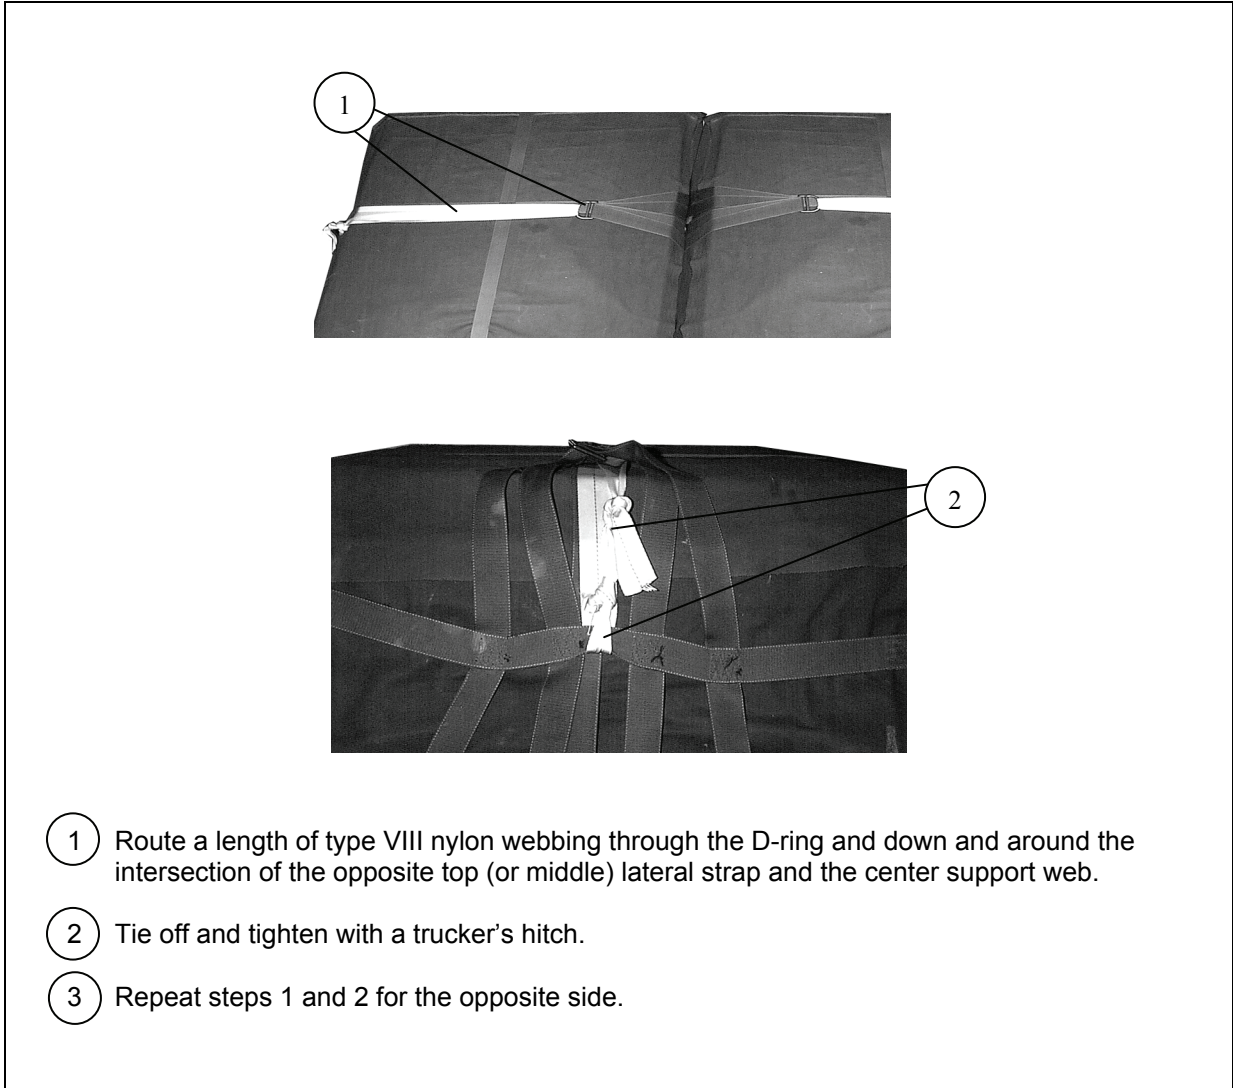 1
2
1 Route a length of type VIII nylon webbing through the D-ring and down and around the
intersection of the opposite top (or middle) lateral strap and the center support web.
2 Tie off and tighten with a trucker’s hitch.
3 Repeat steps 1 and 2 for the opposite side.